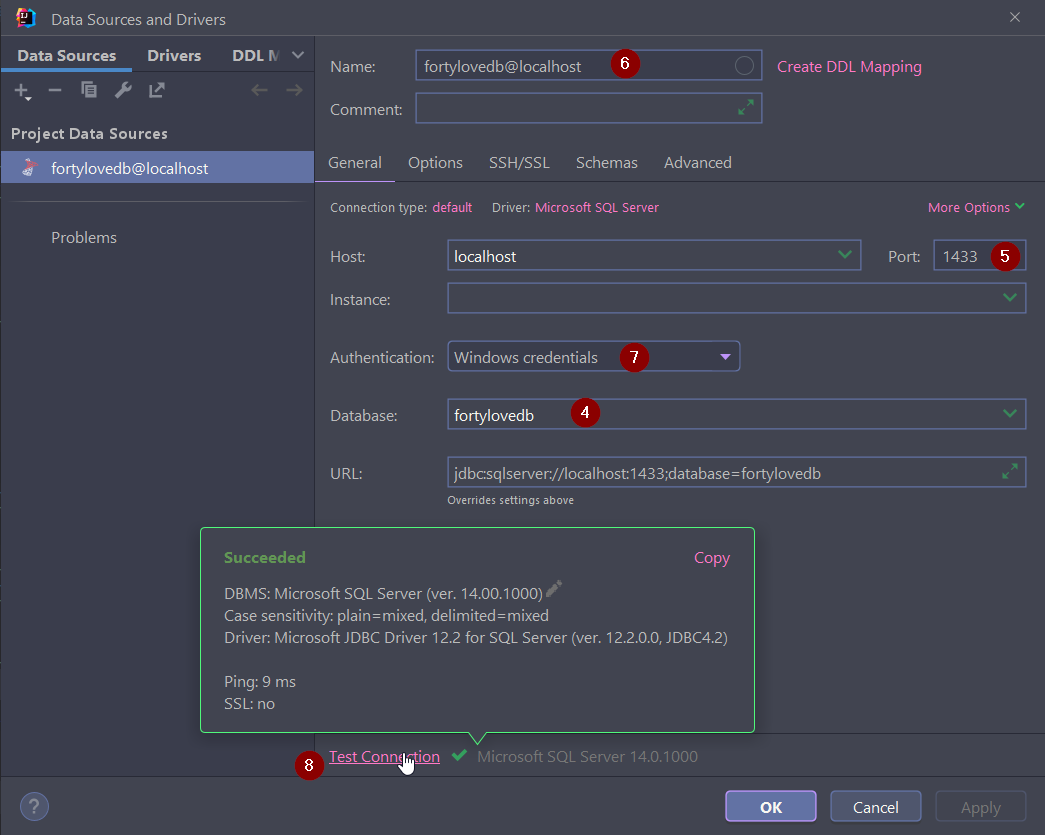 Data Sources and Drivers
Data Sources Drivers DDL M
Project Data Sources
fortylovedb@localhost
Problems
Name: fortylovedb@localhost 6 Create DDL Mapping
Comment:
General Options SSH/SSL Schemas Advanced
Connection type: default Driver: Microsoft SQL Server More Options
Host: localhost Port: 1433 5
Instance:
Authentication: Windows credentials 7
Database: fortylovedb 4
URL: jdbc:sqlserver://localhost:1433;database=fortylovedb
Overrides settings above
Succeeded Copy
DBMS: Microsoft SQL Server (ver. 14.00.1000)
Case sensitivity: plain=mixed, delimited=mixed
Driver: Microsoft JDBC Driver 12.2 for SQL Server (ver. 12.2.0.0, JDBC4.2)
Ping: 9 ms
SSL: no
8 Test Connection Microsoft SQL Server 14.0.1000
? OK Cancel Apply